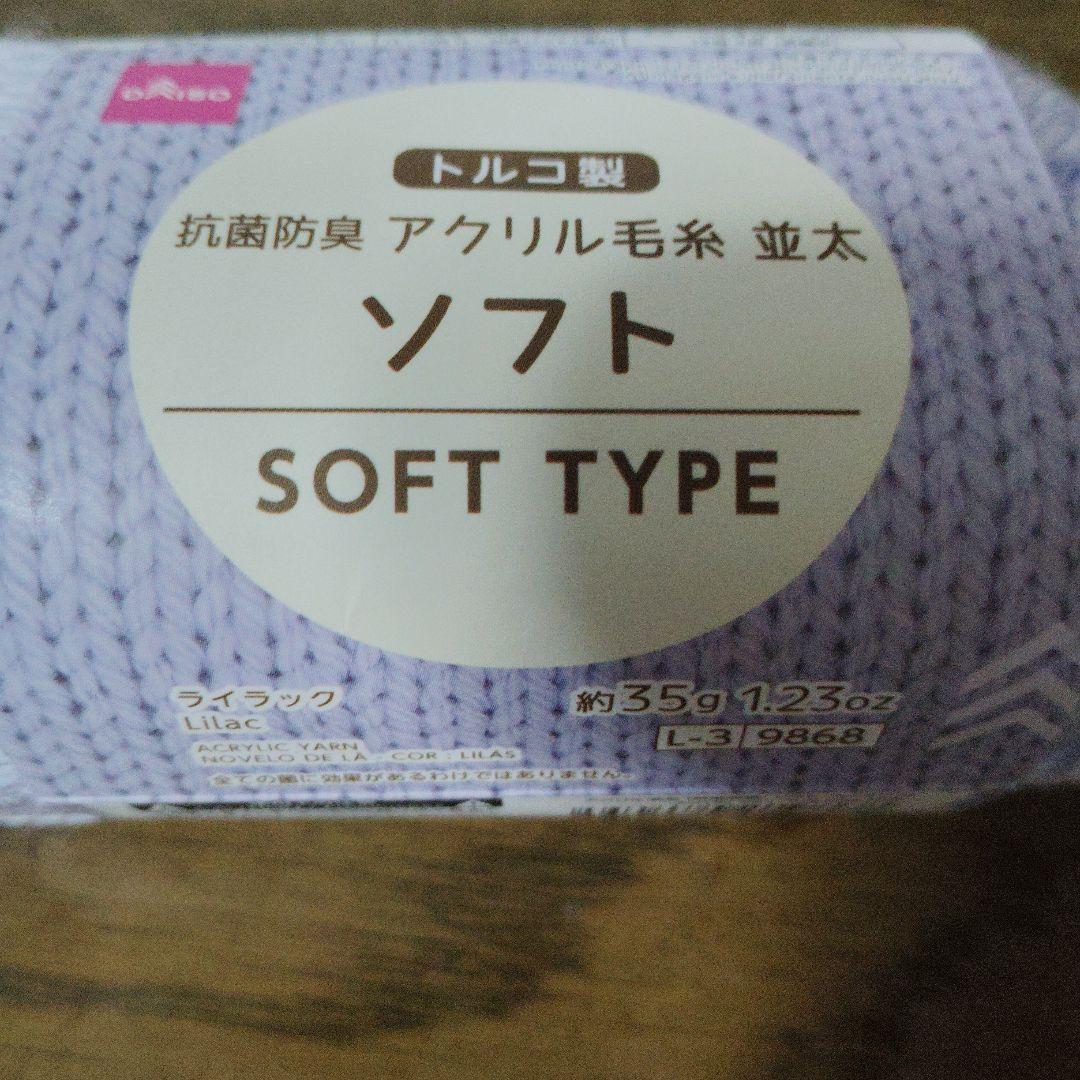 DAISO
トルコ製
抗菌防臭 アクリル毛糸 並太
ソフト
SOFT TYPE
ライラック
Lilac
約35g 1.23oz
L-3 9868
ACRYLIC YARN
NOVELO DE LÃ - COR : LILÁS
全ての菌に効果があるわけではありません。